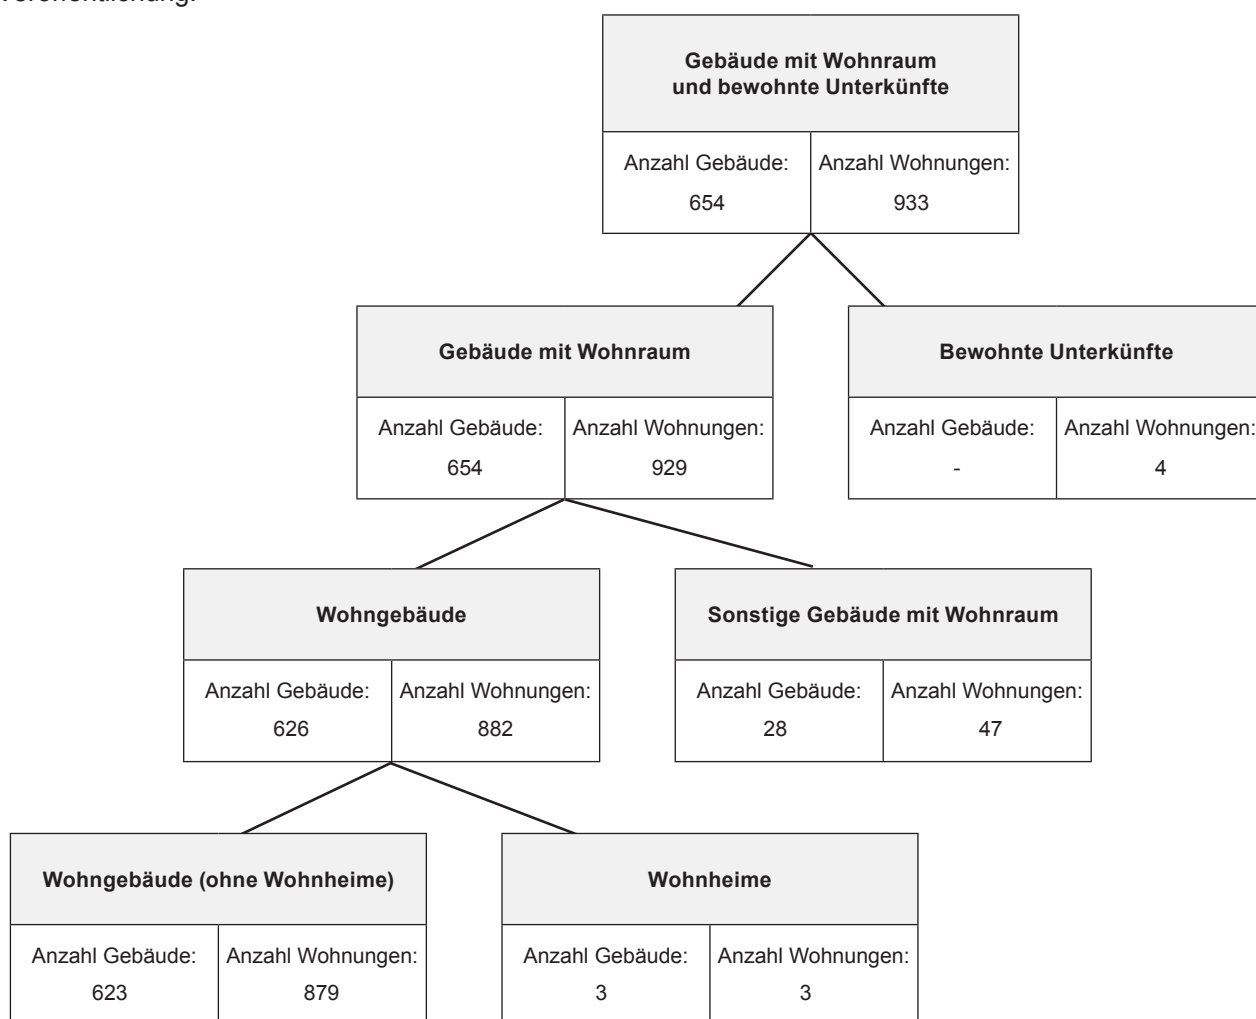 Veröffentlichung.
Gebäude mit Wohnraum
und bewohnte Unterkünfte
Anzahl Gebäude:
654
Anzahl Wohnungen:
933
Gebäude mit Wohnraum
Anzahl Gebäude:
654
Anzahl Wohnungen:
929
Bewohnte Unterkünfte
Anzahl Gebäude:
-
Anzahl Wohnungen:
4
Wohngebäude
Anzahl Gebäude:
626
Anzahl Wohnungen:
882
Sonstige Gebäude mit Wohnraum
Anzahl Gebäude:
28
Anzahl Wohnungen:
47
Wohngebäude (ohne Wohnheime)
Anzahl Gebäude:
623
Anzahl Wohnungen:
879
Wohnheime
Anzahl Gebäude:
3
Anzahl Wohnungen:
3